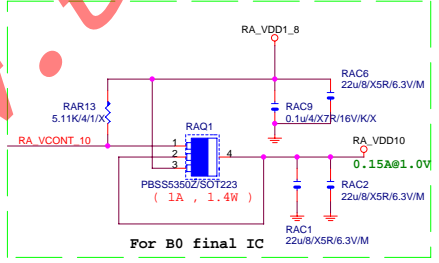 RA_VDD1_8
RAC6
22u/8/X5R/6.3V/M
RAR13
5.11K/4/1/X
RAC9
0.1u/4/X7R/16V/K/X
RAQ1
RA_VCONT_10
1
2
3
4
RA_VDD10
0.15A@1.0V
PBSS5350Z/SOT223
( 1A , 1.4W )
RAC2
22u/8/X5R/6.3V/M
RAC1
22u/8/X5R/6.3V/M
For B0 final IC